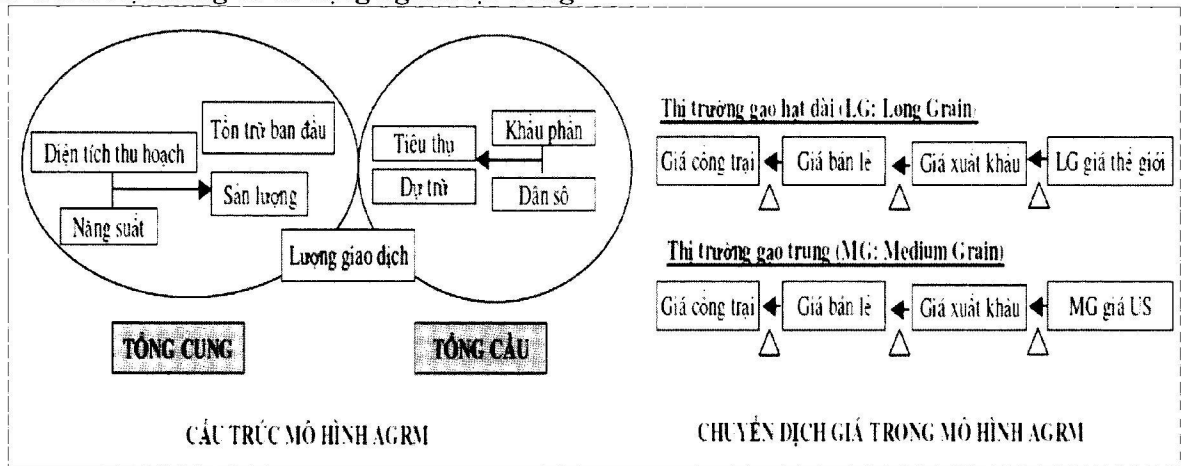 Tồn trữ ban đầu
Diện tích thu hoạch
Sản lượng
Năng suất
Khẩu phần
Tiêu thụ
Dự trữ
Dân số
Lượng giao dịch
TỔNG CUNG
TỔNG CẦU
CẤU TRÚC MÔ HÌNH AGRM
Thị trường gạo hạt dài (LG: Long Grain)
Giá cổng trại
Giá bán lẻ
Giá xuất khẩu
LG giá thế giới
Thị trường gạo trung (MG: Medium Grain)
Giá cổng trại
Giá bán lẻ
Giá xuất khẩu
MG giá US
CHUYỂN DỊCH GIÁ TRONG MÔ HÌNH AGRM